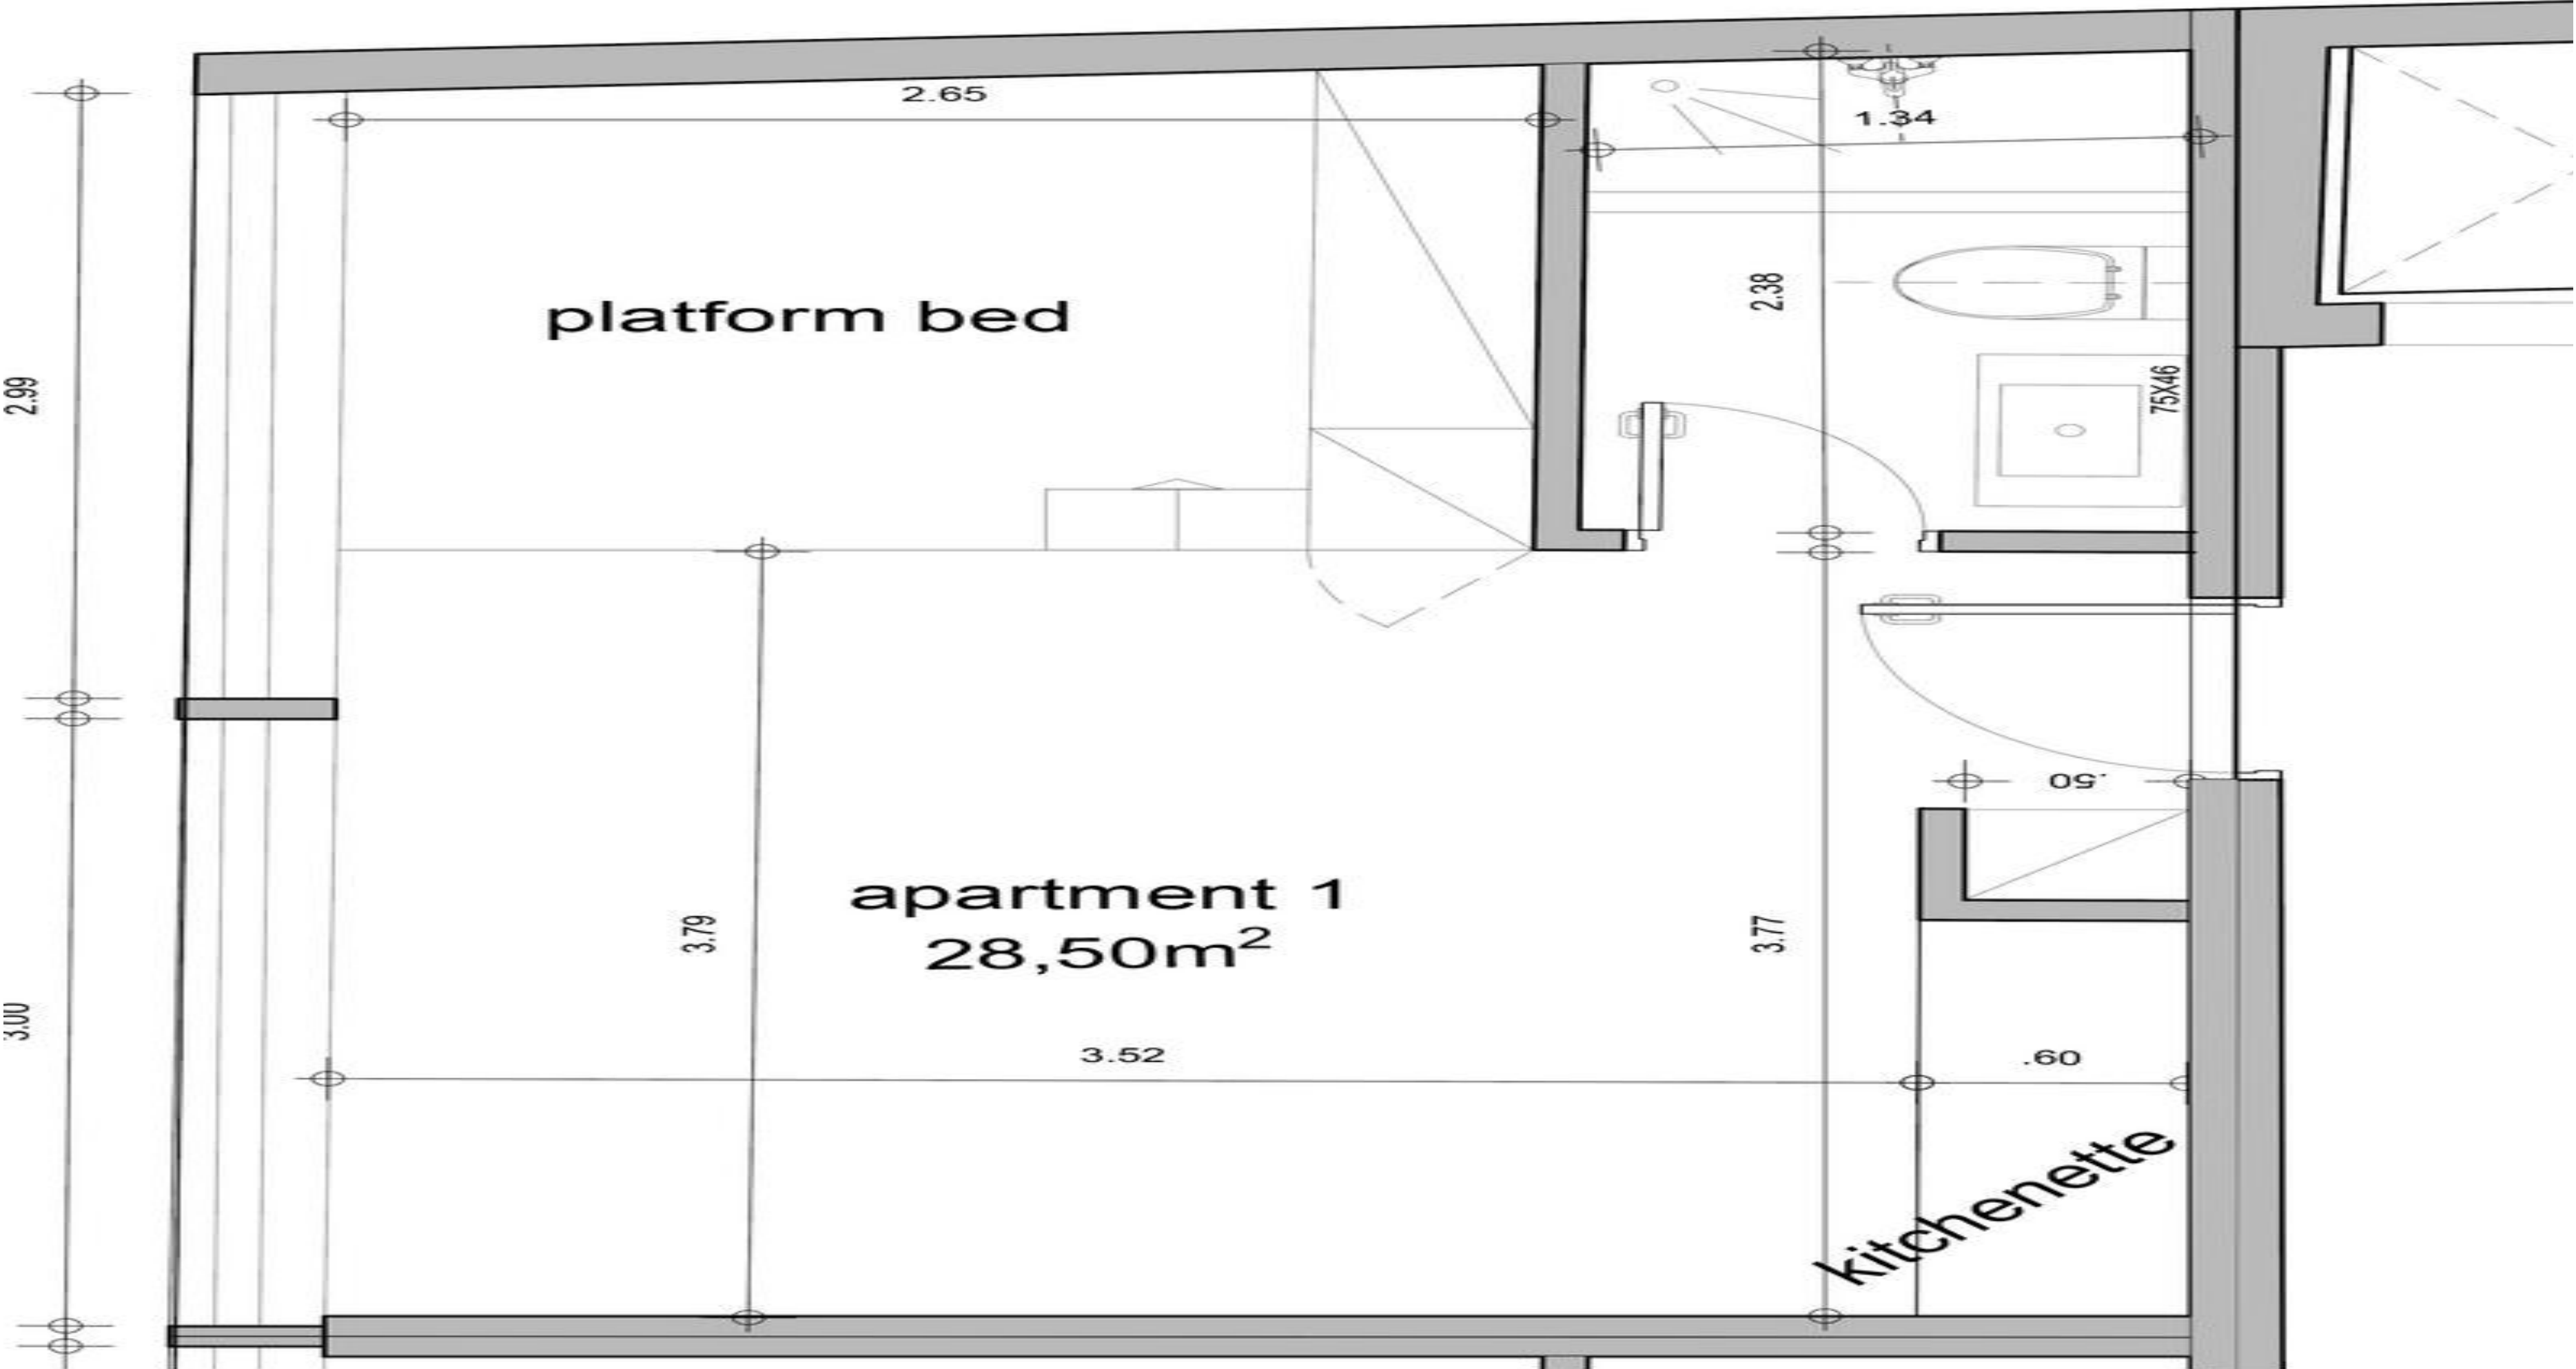 2.65
1.34
platform bed
2.38
2.99
75X46
.50
apartment 1
28,50m²
3.79
3.77
3.00
3.52
.60
kitchenette